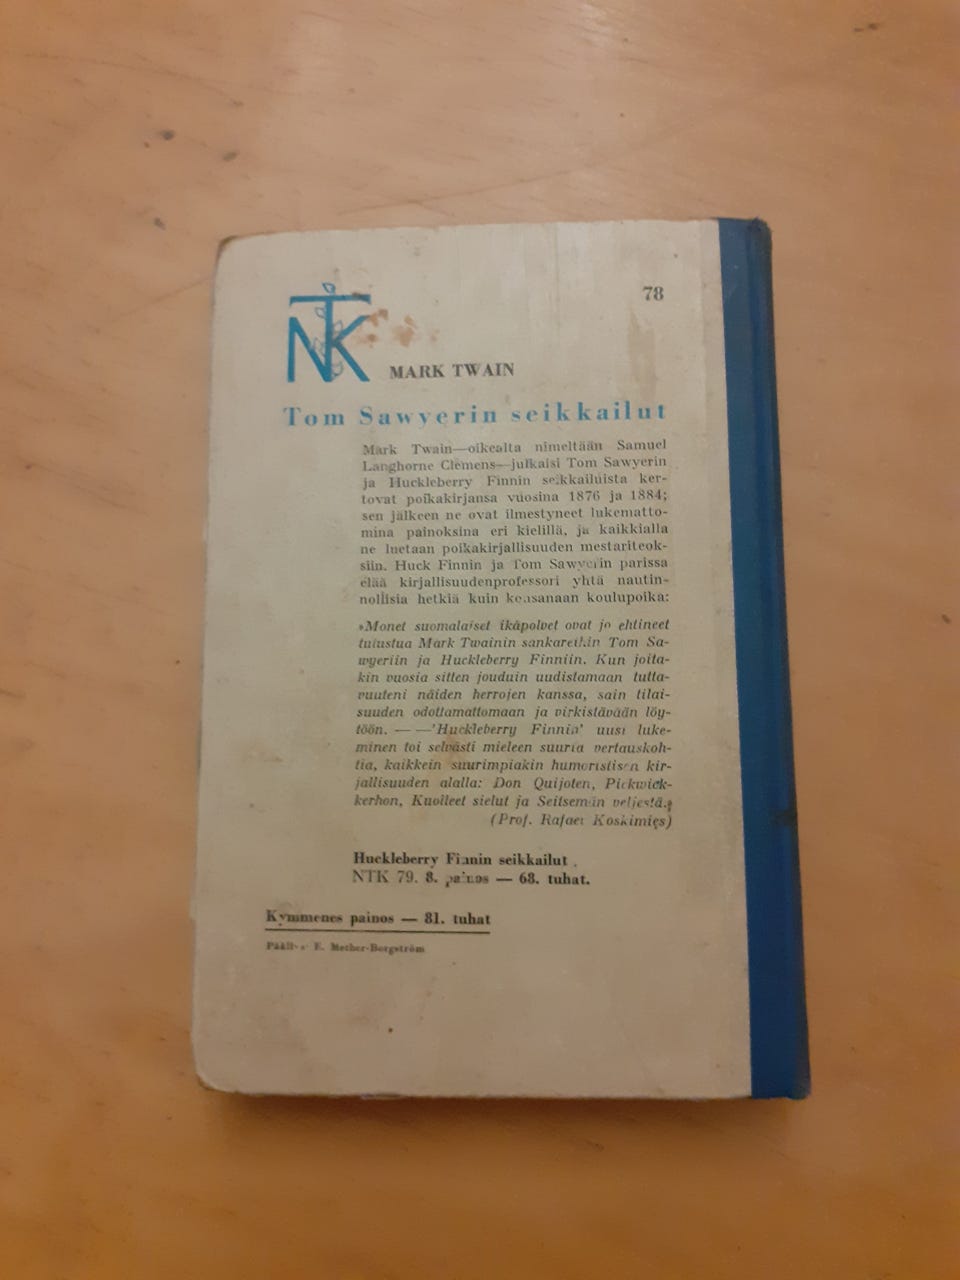 NTK
78
MARK TWAIN
Tom Sawyerin seikkailut
Mark Twain—oikealta nimeltään Samuel
Langhorne Clemens—julkaisi Tom Sawyerin
ja Huckleberry Finnin seikkailuista ker-
tovat poikakirjansa vuosina 1876 ja 1884;
sen jälkeen ne ovat ilmestyneet lukematto-
mina painoksina eri kielillä, ja kaikkialla
ne luetaan poikakirjallisuuden mestariteok-
siin. Huck Finnin ja Tom Sawyerin parissa
elää kirjallisuudenprofessori yhtä nautin-
nollisia hetkiä kuin konsanaan koulupoika:
»Monet suomalaiset ikäpolvet ovat jo ehtineet
tutustua Mark Twainin sankareihin Tom Sa-
wyeriin ja Huckleberry Finniin. Kun joita-
kin vuosia sitten jouduin uudistamaan tutta-
vuuteni näiden herrojen kanssa, sain tilai-
suuden odottamattomaan ja virkistävään löy-
töön. — —'Huckleberry Finnin' uusi luke-
minen toi selvästi mieleen suuria vertauskoh-
tia, kaikkein suurimpiakin humoristisen kir-
jallisuuden alalla: Don Quijoten, Pickwick-
kerhon, Kuolleet sielut ja Seitsemän veljestä.»
(Prof. Rafael Koskimies)
Huckleberry Finnin seikkailut
NTK 79. 8. painos — 68. tuhat.
Kymmenes painos — 81. tuhat
E. Mether-Borgström